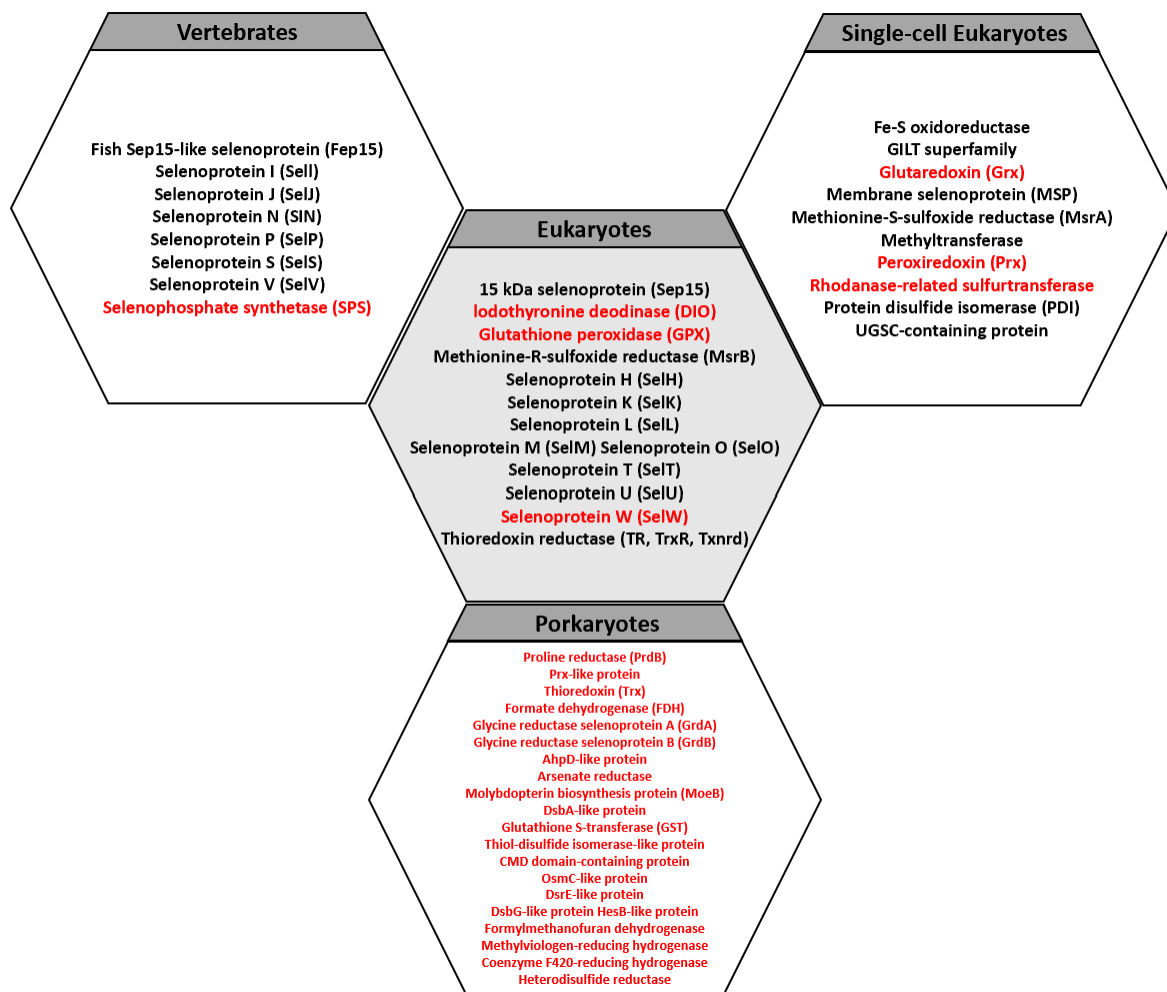 Vertebrates
Fish Sep15-like selenoprotein (Fep15)
Selenoprotein I (SelI)
Selenoprotein J (SelJ)
Selenoprotein N (SIN)
Selenoprotein P (SelP)
Selenoprotein S (SelS)
Selenoprotein V (SelV)
Selenophosphate synthetase (SPS)
Single-cell Eukaryotes
Fe-S oxidoreductase
GILT superfamily
Glutaredoxin (Grx)
Membrane selenoprotein (MSP)
Methionine-S-sulfoxide reductase (MsrA)
Methyltransferase
Peroxiredoxin (Prx)
Rhodanase-related sulfurtransferase
Protein disulfide isomerase (PDI)
UGSC-containing protein
Eukaryotes
15 kDa selenoprotein (Sep15)
Iodothyronine deodinase (DIO)
Glutathione peroxidase (GPX)
Methionine-R-sulfoxide reductase (MsrB)
Selenoprotein H (SelH)
Selenoprotein K (SelK)
Selenoprotein L (SelL)
Selenoprotein M (SelM) Selenoprotein O (SelO)
Selenoprotein T (SelT)
Selenoprotein U (SelU)
Selenoprotein W (SelW)
Thioredoxin reductase (TR, TrxR, Txnrd)
Porkaryotes
Proline reductase (PrdB)
Prx-like protein
Thioredoxin (Trx)
Formate dehydrogenase (FDH)
Glycine reductase selenoprotein A (GrdA)
Glycine reductase selenoprotein B (GrdB)
AhpD-like protein
Arsenate reductase
Molybdopterin biosynthesis protein (MoeB)
DsbA-like protein
Glutathione S-transferase (GST)
Thiol-disulfide isomerase-like protein
CMD domain-containing protein
OsmC-like protein
DsrE-like protein
DsbG-like protein HesB-like protein
Formylmethanofuran dehydrogenase
Methylviologen-reducing hydrogenase
Coenzyme F420-reducing hydrogenase
Heterodisulfide reductase